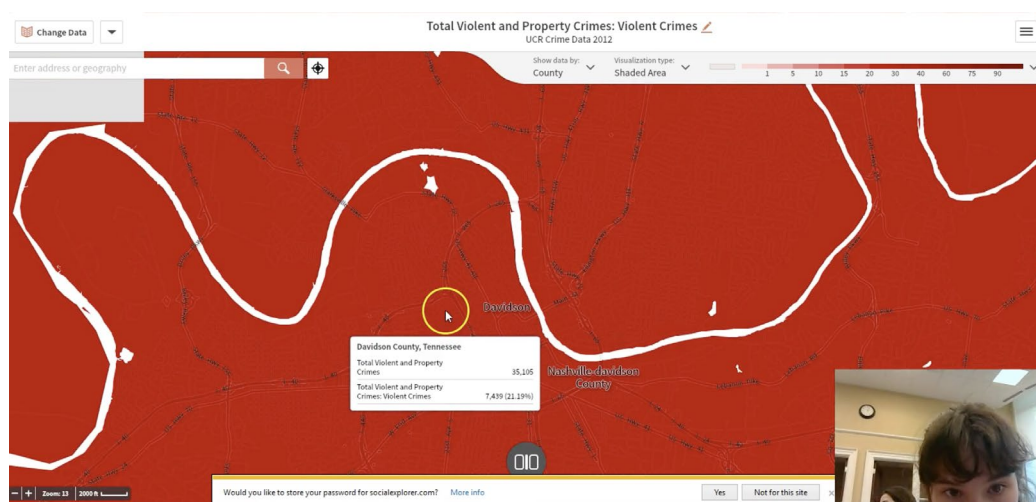 Change Data
Total Violent and Property Crimes: Violent Crimes
UCR Crime Data 2012
Enter address or geography
Show data by:
County
Visualization type:
Shaded Area
1 5 10 15 20 30 40 60 75 90
Davidson
Davidson County, Tennessee
Total Violent and Property
Crimes 35,105
Total Violent and Property
Crimes: Violent Crimes 7,439 (21.19%)
Nashville-davidson
County
− + Zoom: 13 2000 ft
Would you like to store your password for socialexplorer.com? More info Yes Not for this site ×